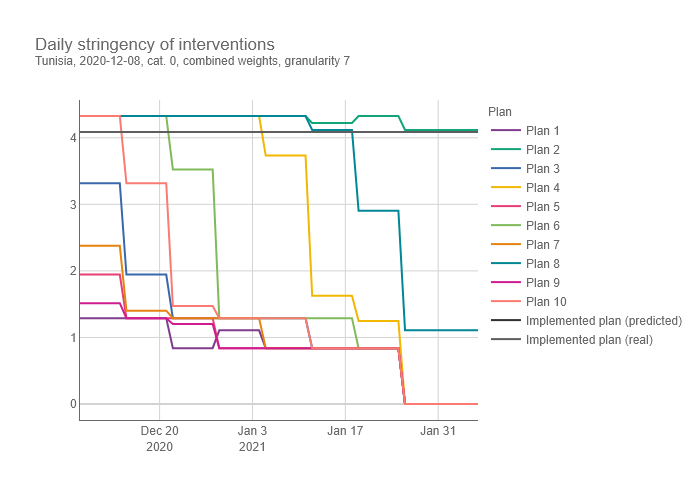 Daily stringency of interventions
Tunisia, 2020-12-08, cat. 0, combined weights, granularity 7
Plan
Plan 1
Plan 2
Plan 3
Plan 4
Plan 5
Plan 6
Plan 7
Plan 8
Plan 9
Plan 10
Implemented plan (predicted)
Implemented plan (real)
4
3
2
1
0
Dec 20
2020
Jan 3
2021
Jan 17
Jan 31